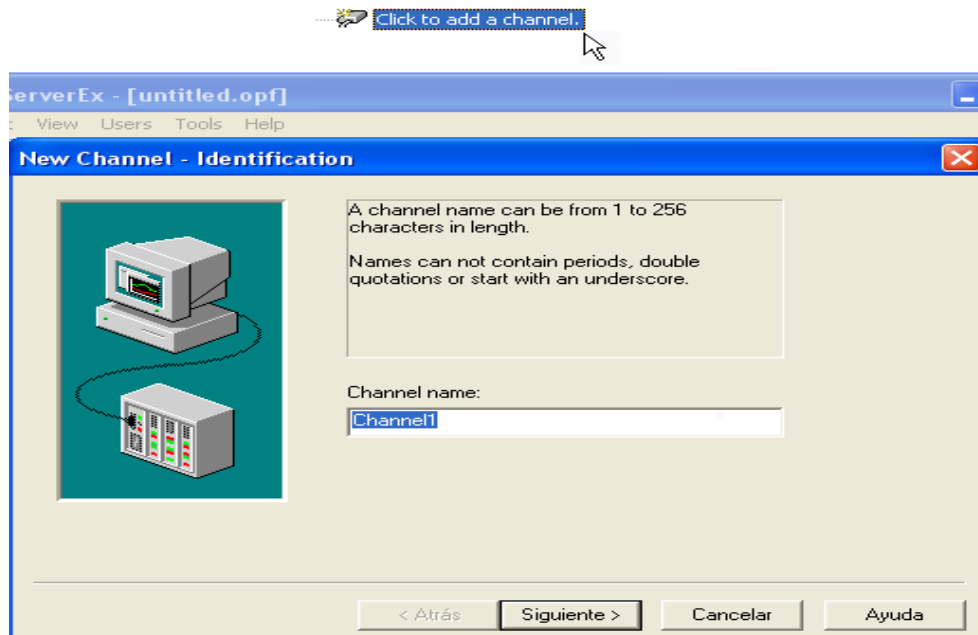 Click to add a channel.
ServerEx - [untitled.opf]
View Users Tools Help
New Channel - Identification
A channel name can be from 1 to 256
characters in length.
Names can not contain periods, double
quotations or start with an underscore.
Channel name:
Channel1
< Atrás Siguiente > Cancelar Ayuda